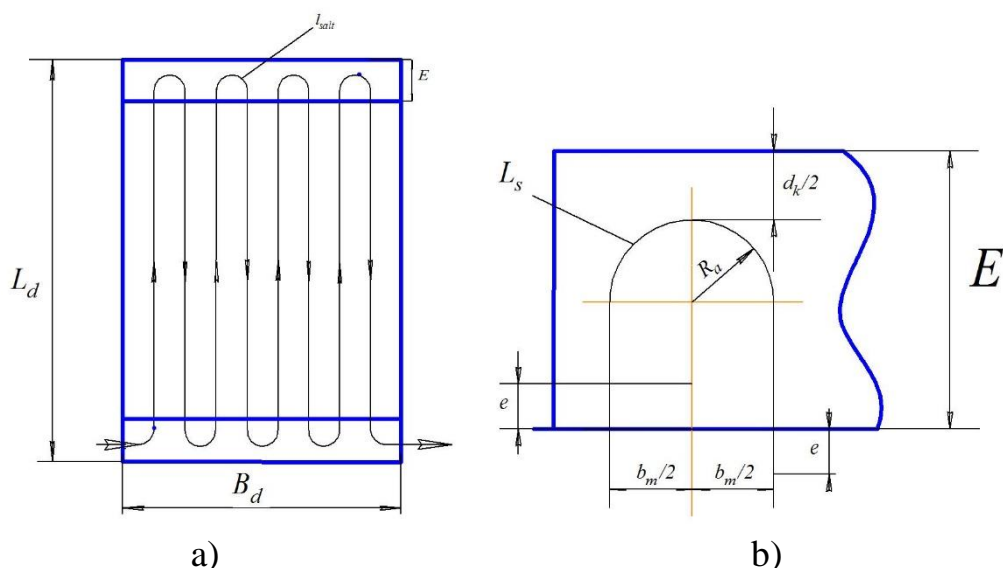 l_salt
E
L_d
B_d
a)
L_s
d_k/2
R_a
E
e
e
b_m/2
b_m/2
b)